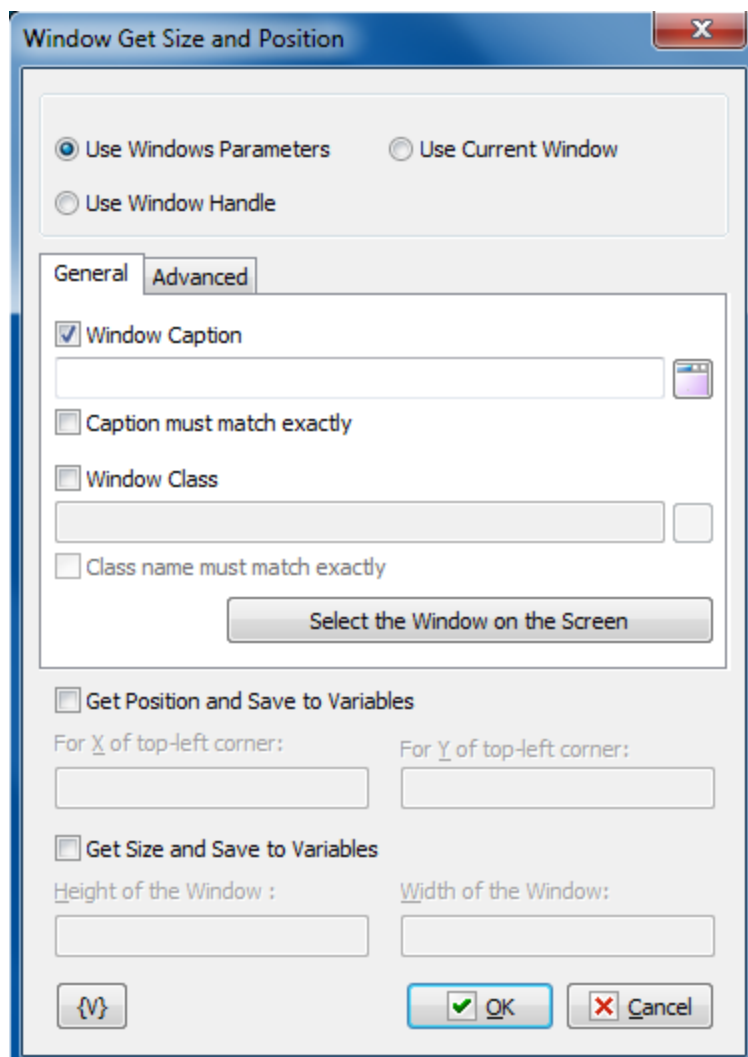 Window Get Size and Position
Use Windows Parameters Use Current Window
Use Window Handle
General Advanced
Window Caption
Caption must match exactly
Window Class
Class name must match exactly
Select the Window on the Screen
Get Position and Save to Variables
For X of top-left corner: For Y of top-left corner:
Get Size and Save to Variables
Height of the Window : Width of the Window:
{V} OK Cancel